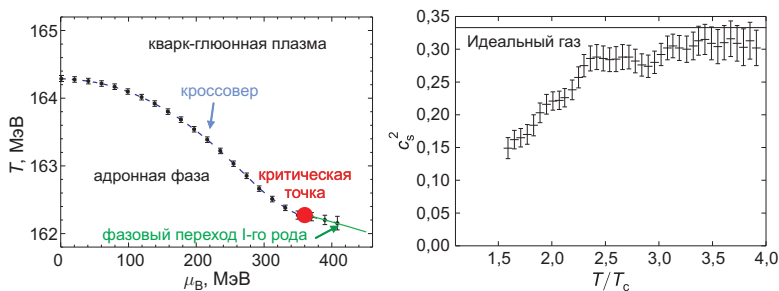 165
164
163
162
T, МэВ
кварк-глюонная плазма
кроссовер
адронная фаза
критическая
точка
фазовый переход I-го рода
0 100 200 300 400
μB, МэВ
0,35
0,30
0,25
0,20
0,15
0,10
0,05
0,00
cs2
Идеальный газ
1,5 2,0 2,5 3,0 3,5 4,0
T/Tc